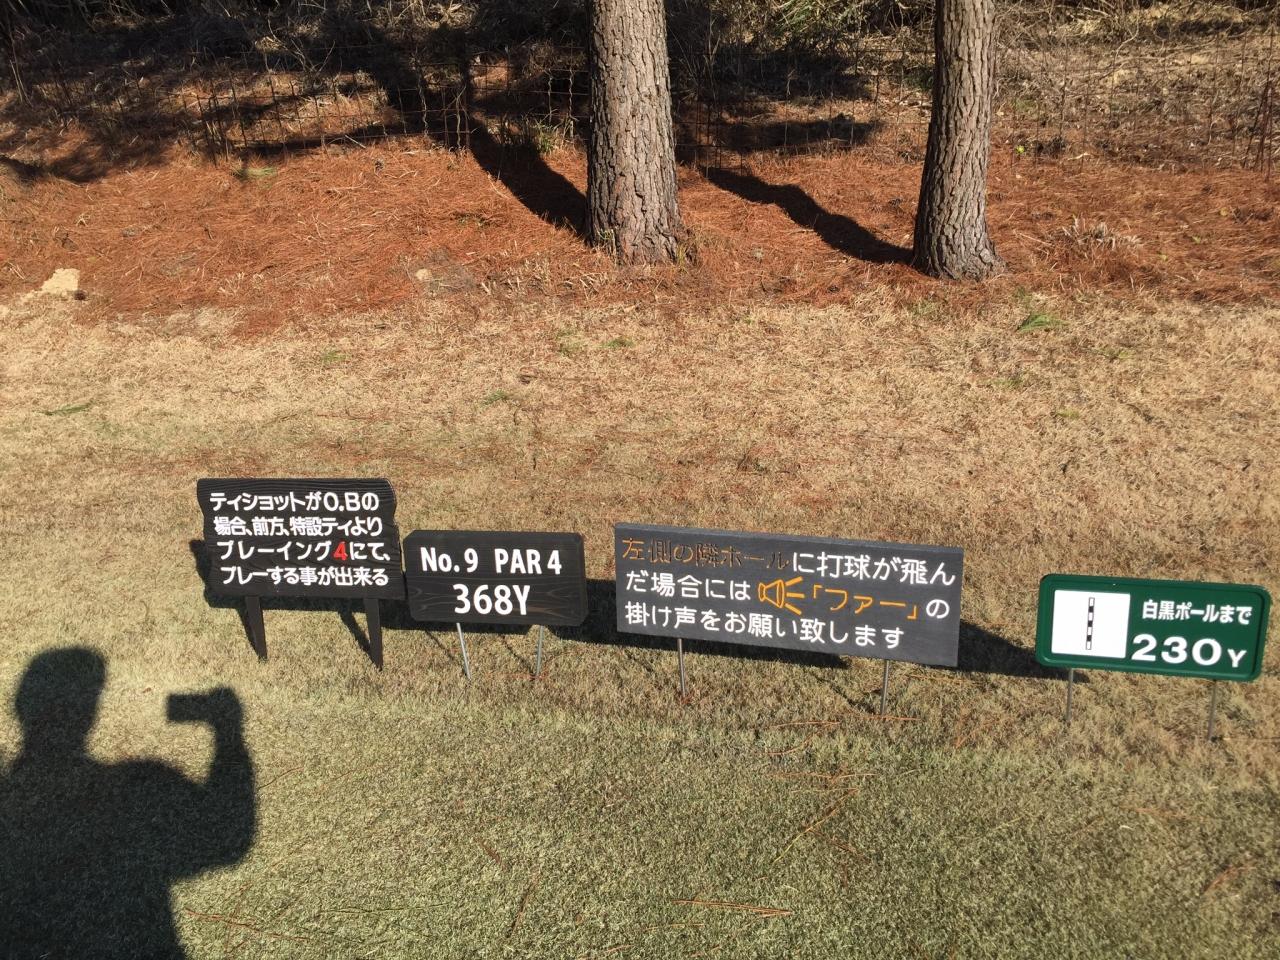 ティショットがO.Bの
場合、前方、特設ティより
プレーイング4にて、
プレーする事が出来る
No.9 PAR 4
368Y
左側の隣ホールに打球が飛ん
だ場合には「ファー」の
掛け声をお願い致します
白黒ポールまで
230Y